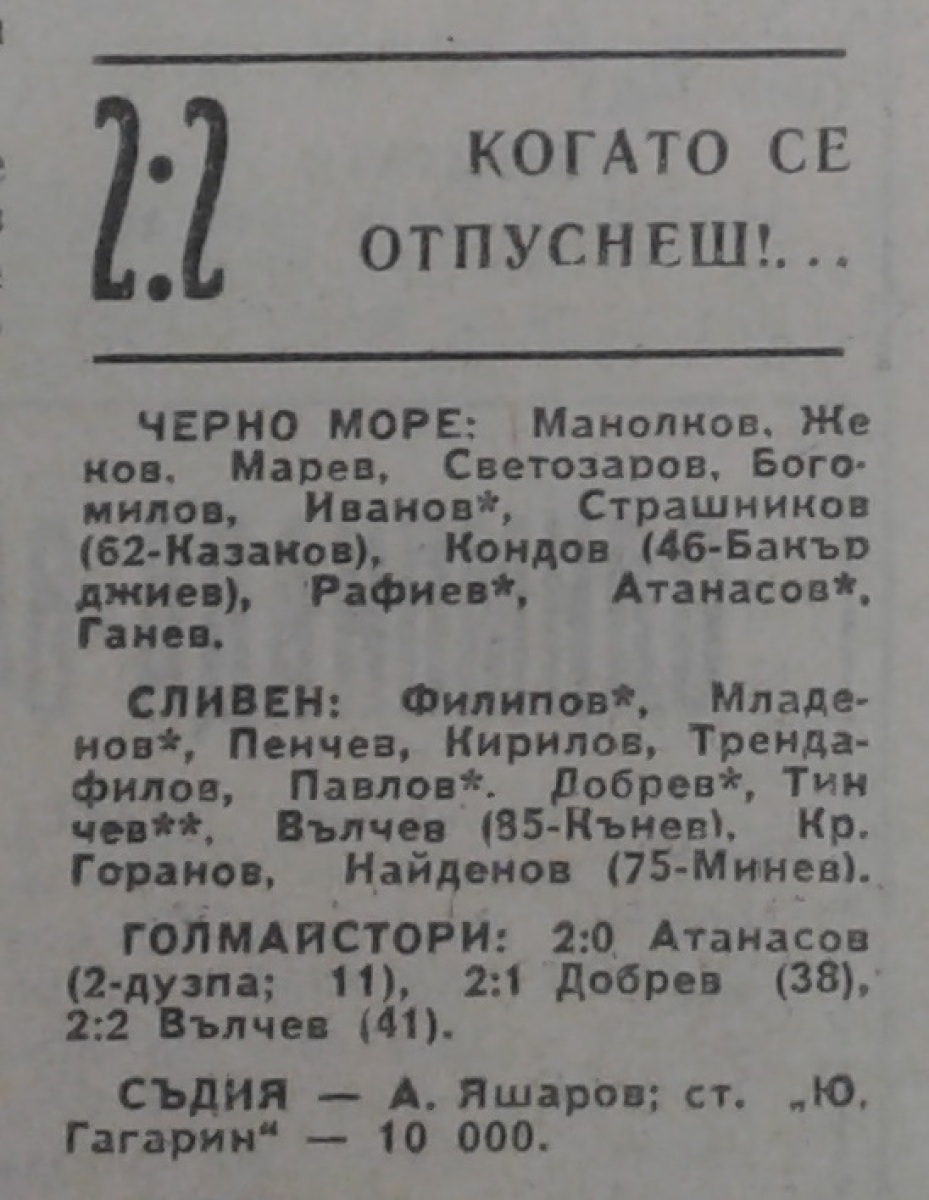 2:2
КОГАТО СЕ
ОТПУСНЕШ!...
ЧЕРНО МОРЕ: Манолков, Же
ков, Марев, Светозаров, Бого-
милов, Иванов*, Страшников
(62-Казаков), Кондов (46-Бакър
джиев), Рафиев*, Атанасов*,
Ганев.
СЛИВЕН: Филипов*, Младе-
нов*, Пенчев, Кирилов, Тренда-
филов, Павлов*. Добрев*, Тин
чев**, Вълчев (85-Кънев), Кр.
Горанов, Найденов (75-Минев).
ГОЛМАЙСТОРИ: 2:0 Атанасов
(2-дузпа; 11), 2:1 Добрев (38),
2:2 Вълчев (41).
СЪДИЯ — А. Яшаров; ст. „Ю.
Гагарин“ — 10 000.